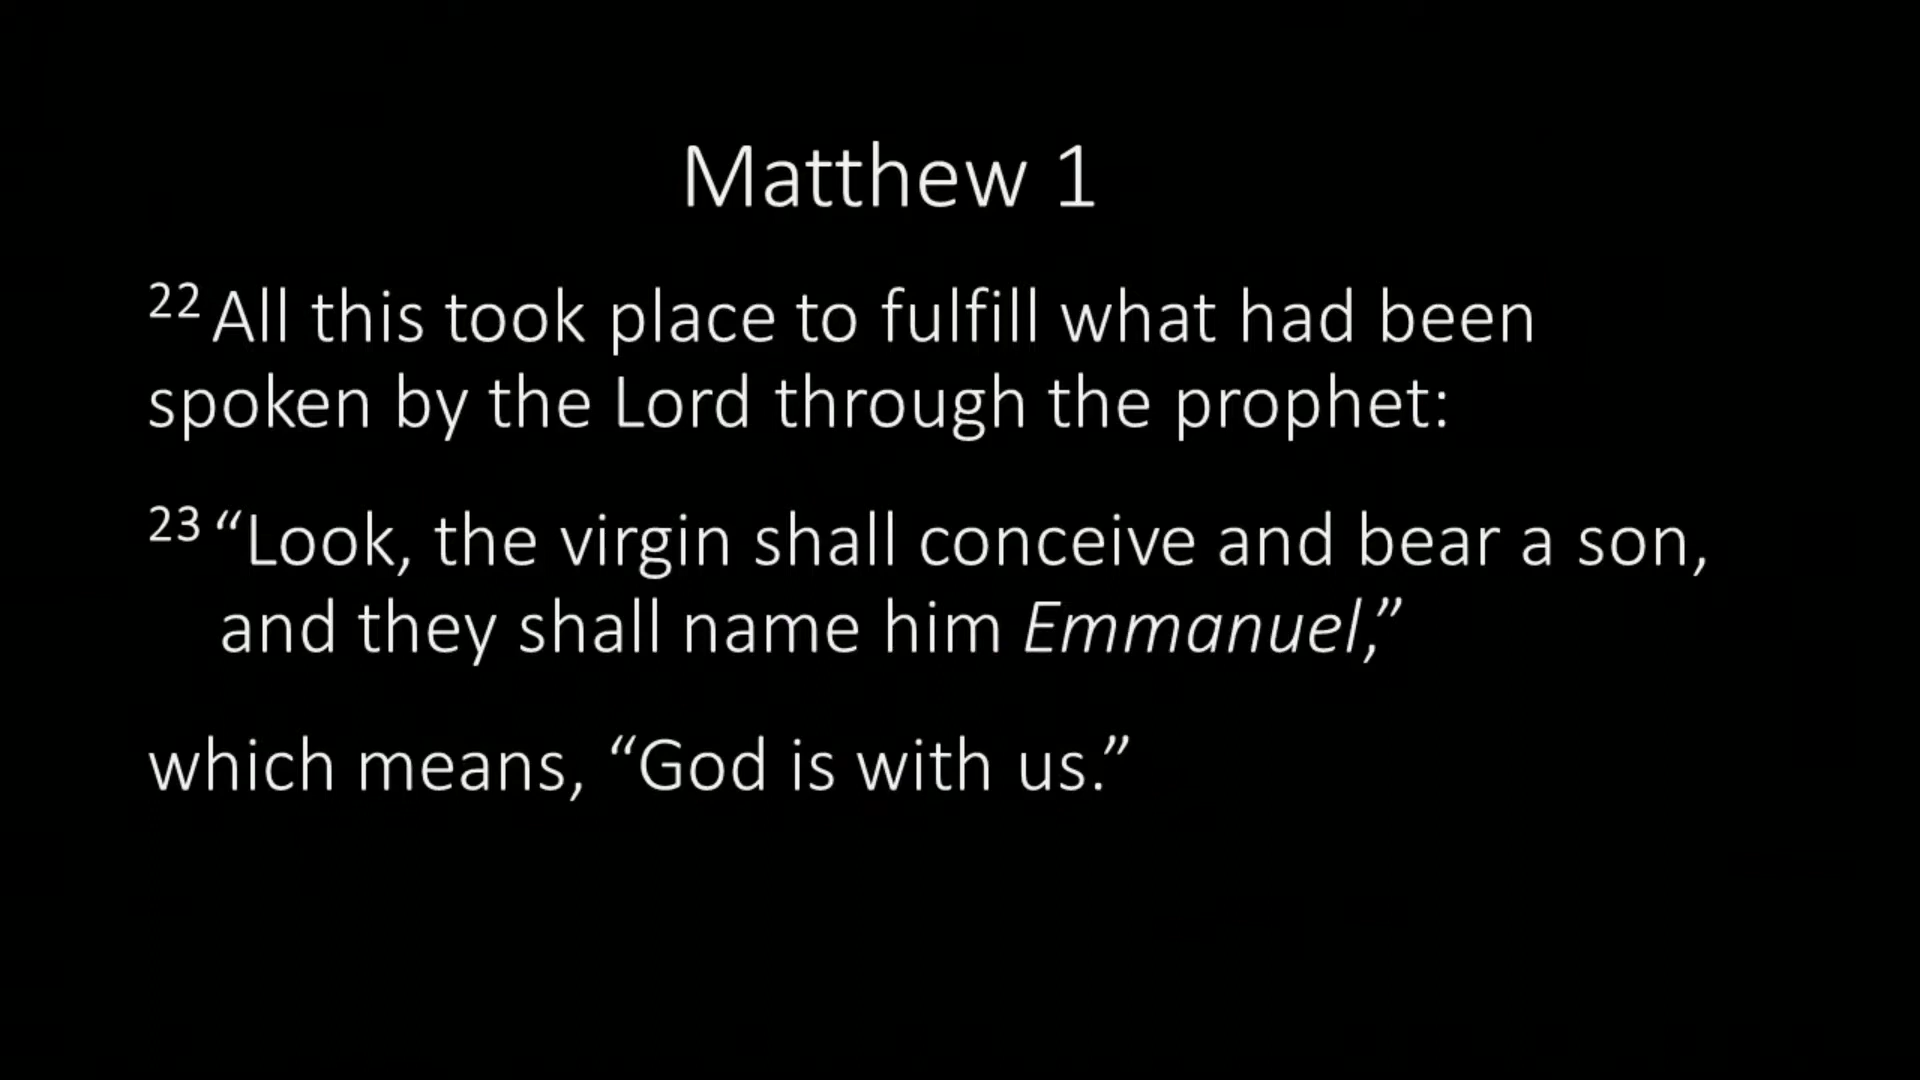 Matthew 1
22 All this took place to fulfill what had been
spoken by the Lord through the prophet:
23 “Look, the virgin shall conceive and bear a son,
and they shall name him Emmanuel,”
which means, “God is with us.”